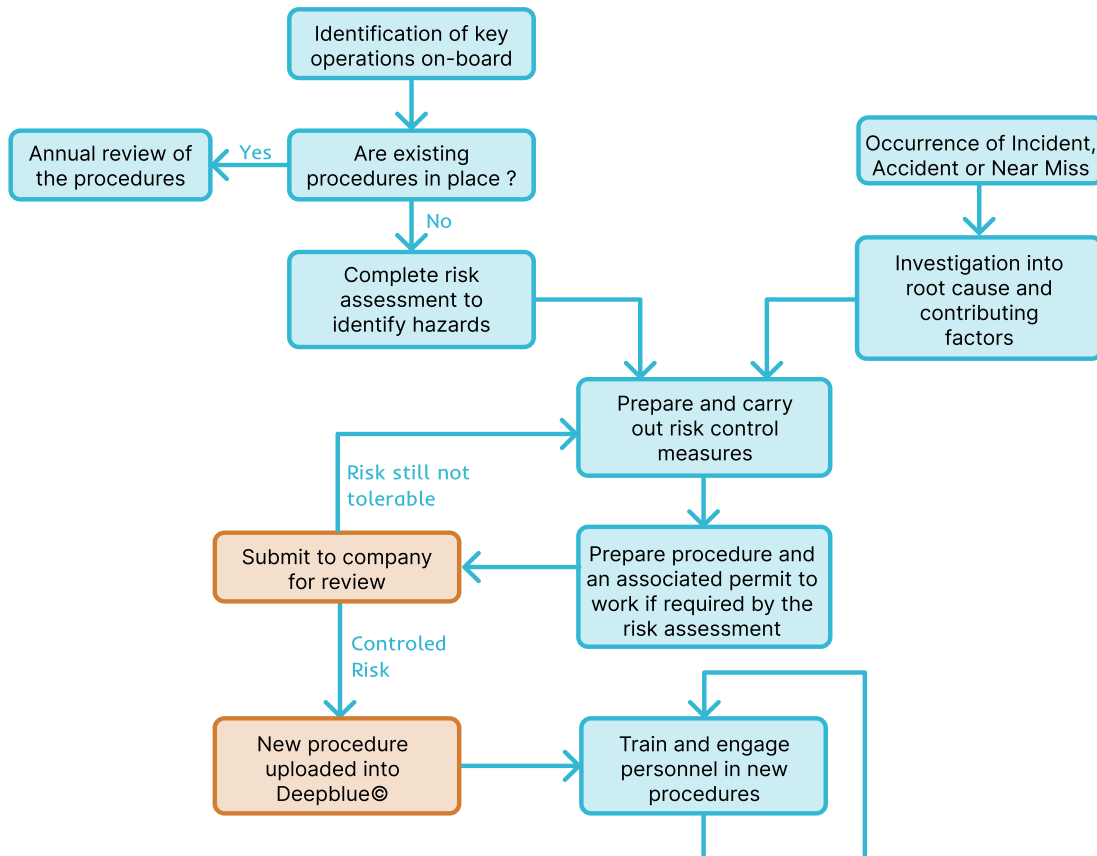 Identification of key
operations on-board
Annual review of
the procedures
Yes
Are existing
procedures in place ?
Occurrence of Incident,
Accident or Near Miss
No
Complete risk
assessment to
identify hazards
Investigation into
root cause and
contributing
factors
Prepare and carry
out risk control
measures
Risk still not
tolerable
Submit to company
for review
Prepare procedure and
an associated permit to
work if required by the
risk assessment
Controled
Risk
New procedure
uploaded into
Deepblue©
Train and engage
personnel in new
procedures